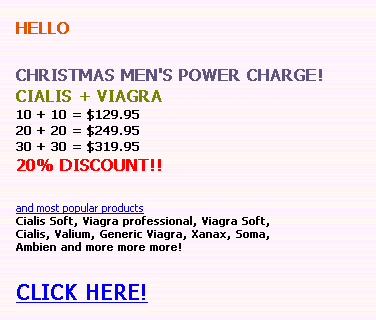 HELLO
CHRISTMAS MEN'S POWER CHARGE!
CIALIS + VIAGRA
10 + 10 = $129.95
20 + 20 = $249.95
30 + 30 = $319.95
20% DISCOUNT!!
and most popular products
Cialis Soft, Viagra professional, Viagra Soft,
Cialis, Valium, Generic Viagra, Xanax, Soma,
Ambien and more more more!
CLICK HERE!